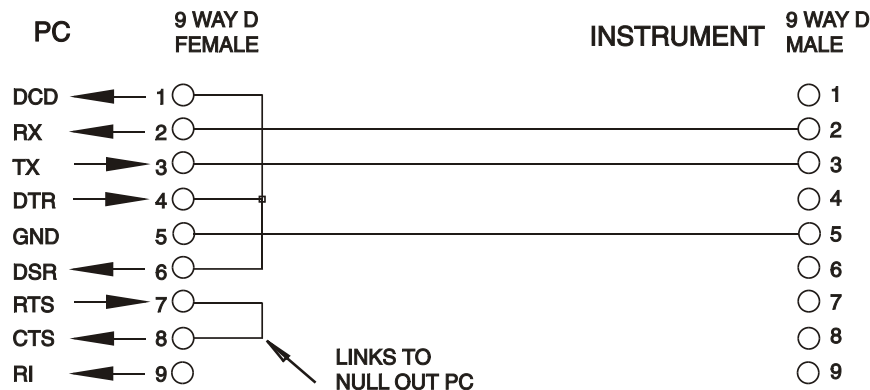 PC
9 WAY D
FEMALE
INSTRUMENT
9 WAY D
MALE
DCD 1 1
RX 2 2
TX 3 3
DTR 4 4
GND 5 5
DSR 6 6
RTS 7 7
CTS 8 8
RI 9 9
LINKS TO
NULL OUT PC